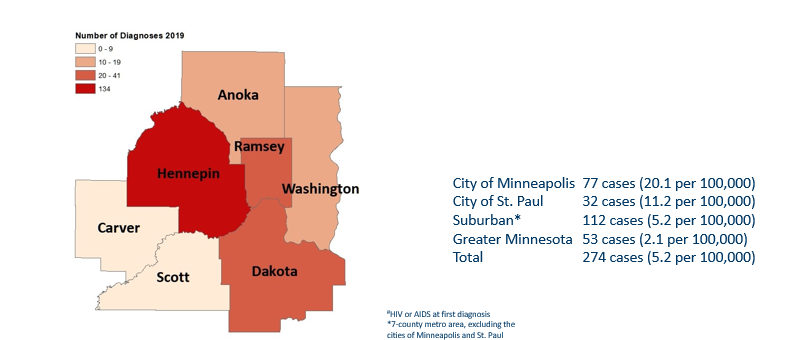 Number of Diagnoses 2019
0 - 9
10 - 19
20 - 41
134
Anoka
Ramsey
Hennepin
Washington
Carver
Scott
Dakota
City of Minneapolis 77 cases (20.1 per 100,000)
City of St. Paul 32 cases (11.2 per 100,000)
Suburban* 112 cases (5.2 per 100,000)
Greater Minnesota 53 cases (2.1 per 100,000)
Total 274 cases (5.2 per 100,000)
#HIV or AIDS at first diagnosis
*7-county metro area, excluding the
cities of Minneapolis and St. Paul